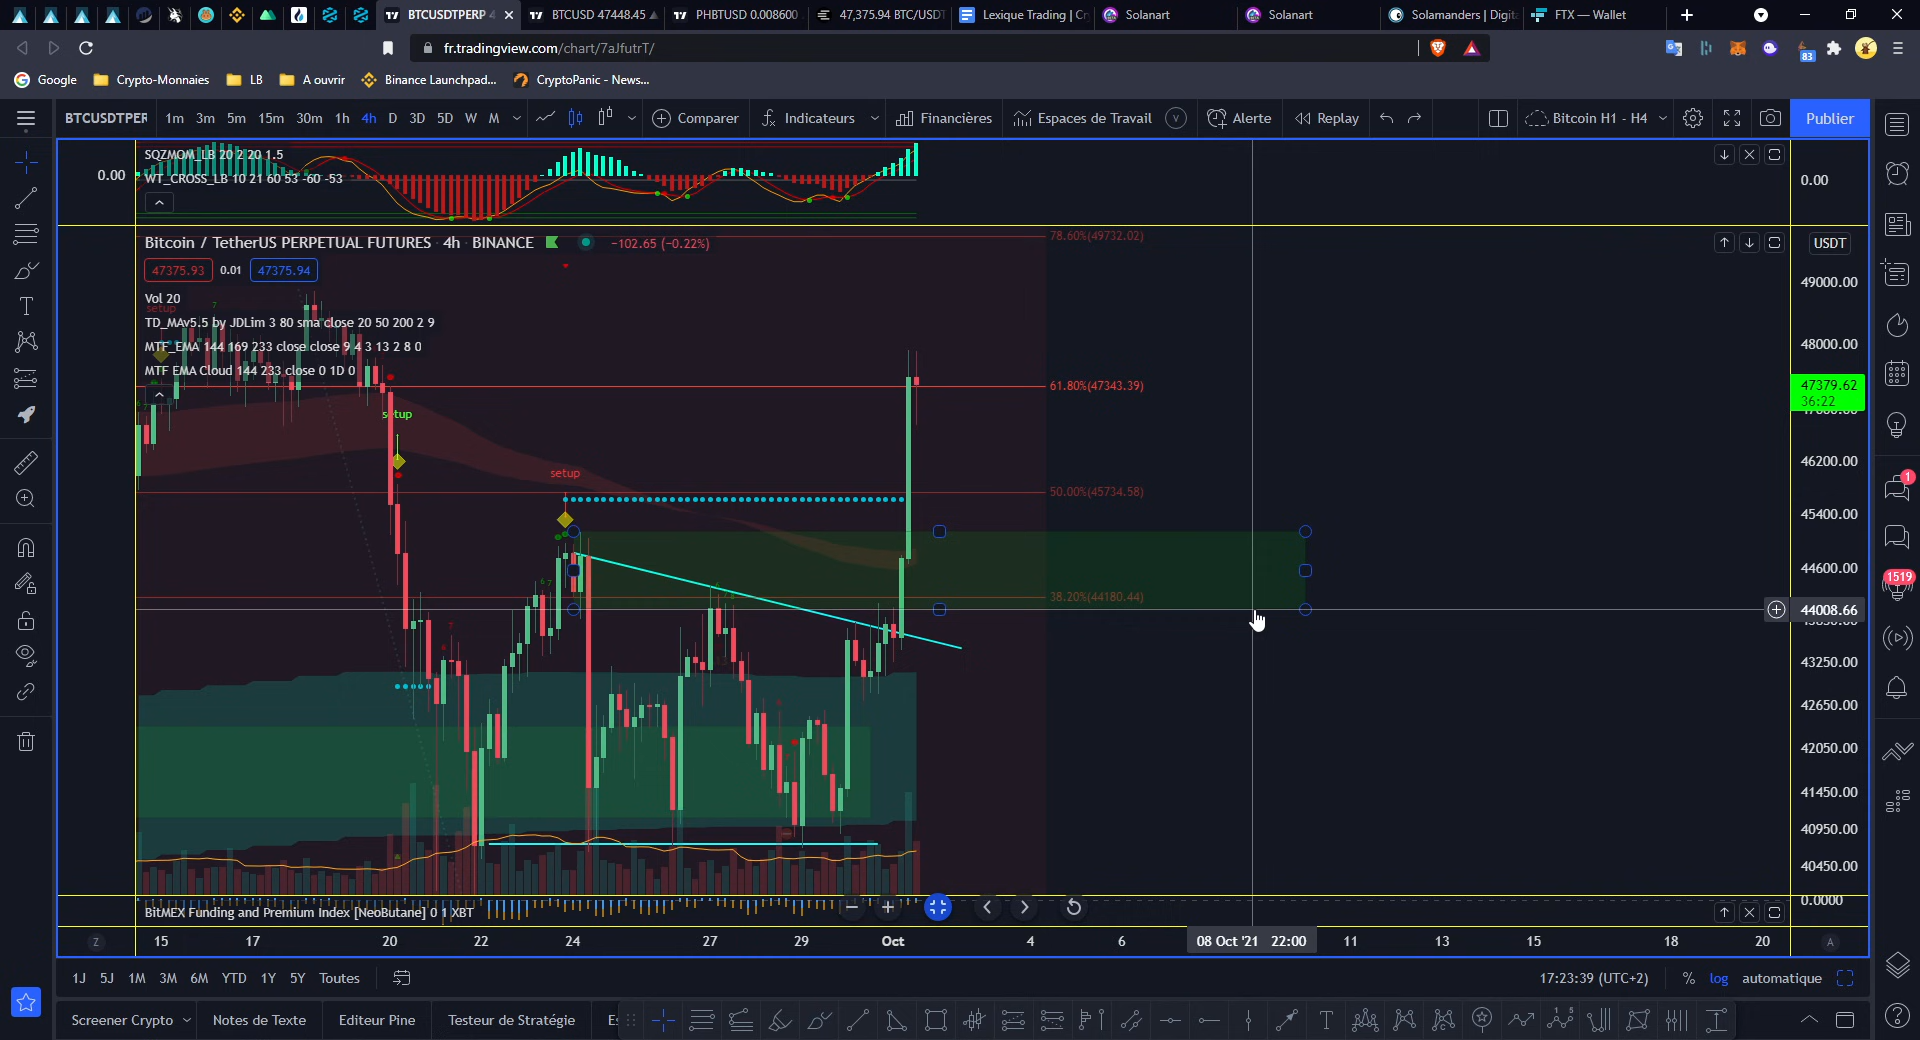 BTCUSDTPERP 4
BTCUSD 47448.45
PHBTUSD 0.008600
47,375.94 BTC/USDT
Lexique Trading | Cr
Solanart
Solanart
Solamanders | Digit
FTX — Wallet
fr.tradingview.com/chart/7aJfutrT/
83
Google
Crypto-Monnaies
LB
A ouvrir
Binance Launchpad...
CryptoPanic - News...
BTCUSDTPER
1m 3m 5m 15m 30m 1h 4h D 3D 5D W M
Comparer
Indicateurs
Financières
Espaces de Travail
Alerte
Replay
Bitcoin H1 - H4
Publier
SQZMOM_LB 20 2 20 1.5
0.00
WT_CROSS_LB 10 21 60 53 -60 -53
0.00
Bitcoin / TetherUS PERPETUAL FUTURES · 4h · BINANCE
−102.65 (−0.22%)
78.60%(49732.02)
USDT
47375.93 0.01 47375.94
Vol 20
setup
7
TD_MAv5.5 by JDLim 3 80 sma close 20 50 200 2 9
MTF_EMA 144 169 233 close close 9 4 3 13 2 8 0
MTF EMA Cloud 144 233 close 0 1D 0
61.80%(47343.39)
setup
setup
50.00%(45734.58)
38.20%(44180.44)
49000.00
48000.00
47379.62
36:22
46200.00
45400.00
44600.00
44008.66
43250.00
42650.00
42050.00
41450.00
40950.00
40450.00
0.0000
1
1519
BitMEX Funding and Premium Index [NeoButane] 0 1 XBT
Z
15 17 20 22 24 27 29 Oct 4 6 08 Oct '21 22:00 11 13 15 18 20
A
1J 5J 1M 3M 6M YTD 1Y 5Y Toutes
17:23:39 (UTC+2)
%
log
automatique
Screener Crypto
Notes de Texte
Editeur Pine
Testeur de Stratégie